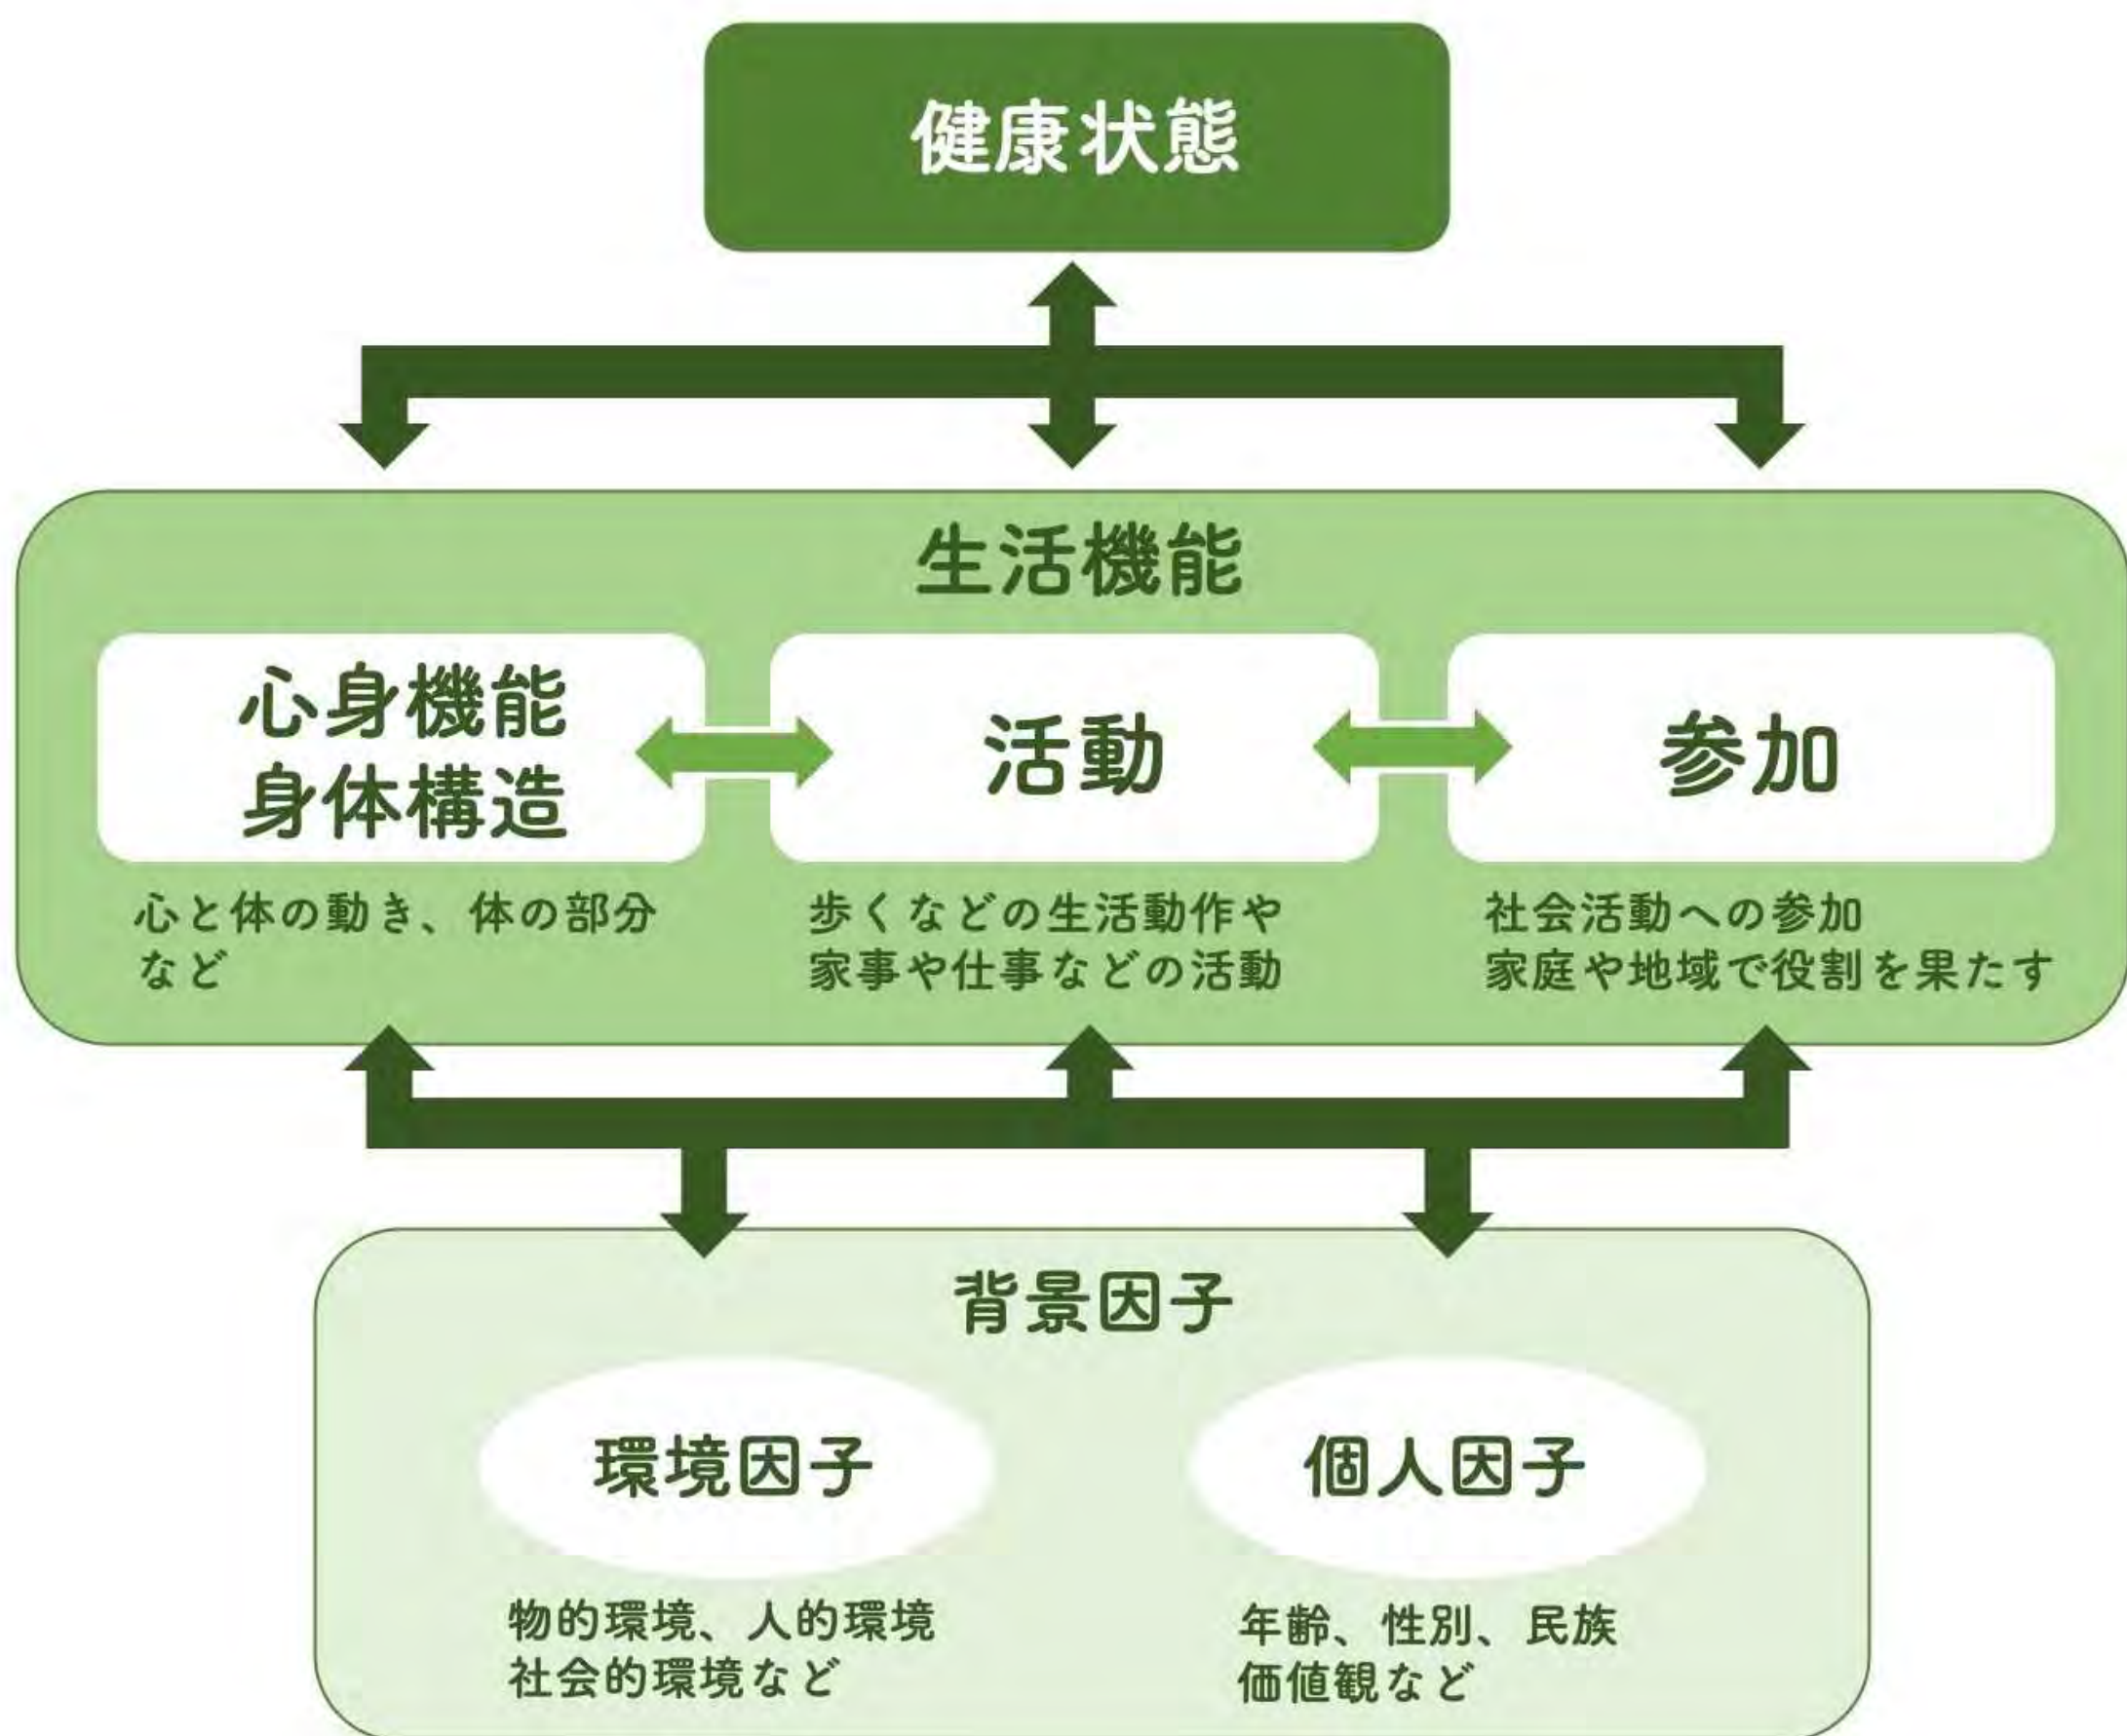 健康状態
生活機能
心身機能
身体構造
活動
参加
心と体の動き、体の部分
など
歩くなどの生活動作や
家事や仕事などの活動
社会活動への参加
家庭や地域で役割を果たす
背景因子
環境因子
個人因子
物的環境、人的環境
社会的環境など
年齢、性別、民族
価値観など